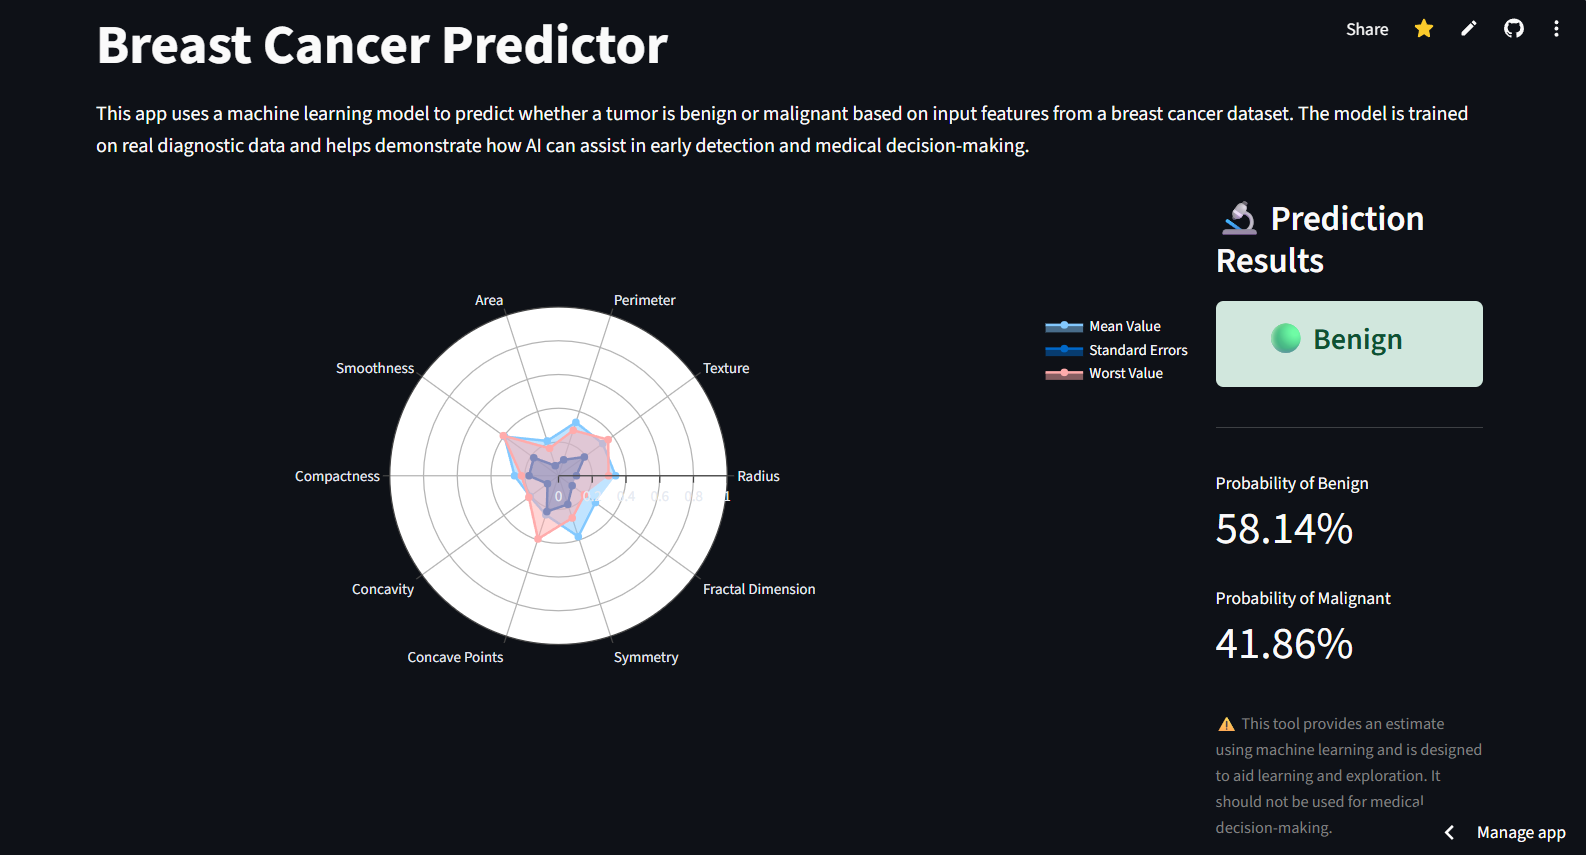 Share
Breast Cancer Predictor
This app uses a machine learning model to predict whether a tumor is benign or malignant based on input features from a breast cancer dataset. The model is trained
on real diagnostic data and helps demonstrate how AI can assist in early detection and medical decision-making.
Area
Perimeter
Smoothness
Texture
Compactness
Radius
0 0.2 0.4 0.6 0.8 1
Concavity
Fractal Dimension
Concave Points
Symmetry
Mean Value
Standard Errors
Worst Value
Prediction
Results
Benign
Probability of Benign
58.14%
Probability of Malignant
41.86%
This tool provides an estimate
using machine learning and is designed
to aid learning and exploration. It
should not be used for medical
decision-making.
Manage app